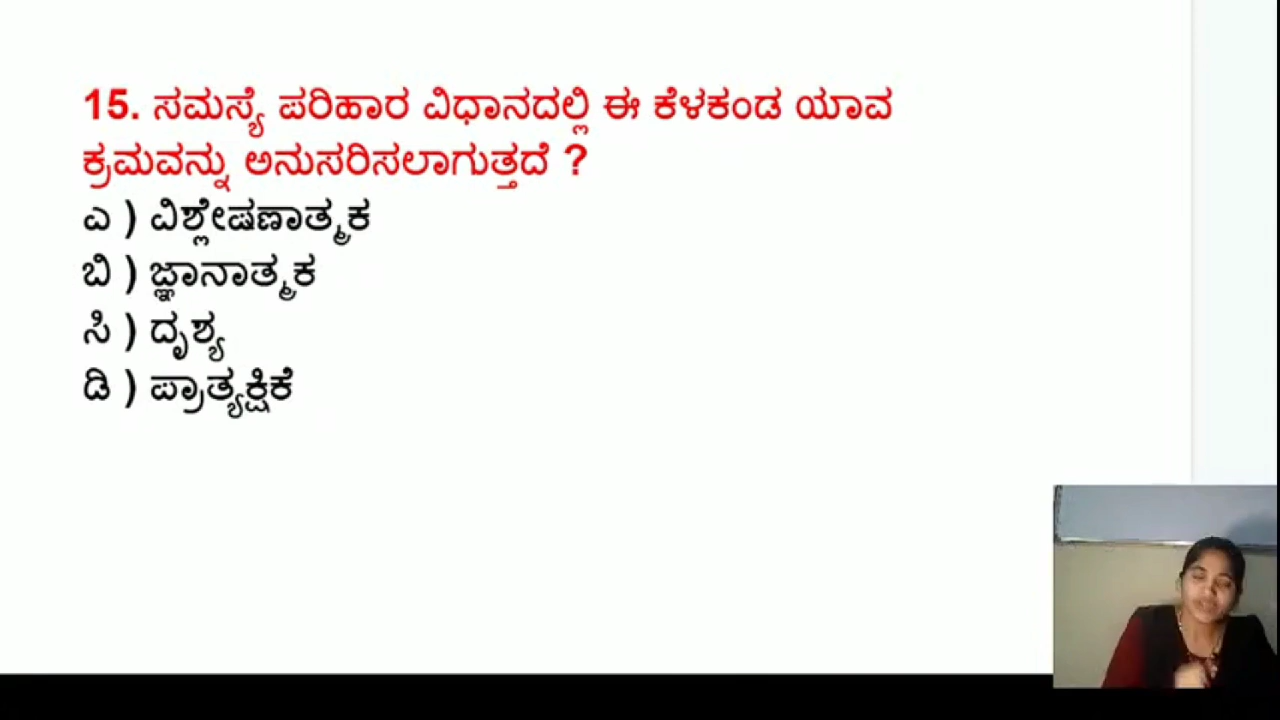 15. ಸಮಸ್ಯೆ ಪರಿಹಾರ ವಿಧಾನದಲ್ಲಿ ಈ ಕೆಳಕಂಡ ಯಾವ
ಕ್ರಮವನ್ನು ಅನುಸರಿಸಲಾಗುತ್ತದೆ ?
ಎ ) ವಿಶ್ಲೇಷಣಾತ್ಮಕ
ಬಿ ) ಜ್ಞಾನಾತ್ಮಕ
ಸಿ ) ದೃಶ್ಯ
ಡಿ ) ಪ್ರಾತ್ಯಕ್ಷಿಕೆ